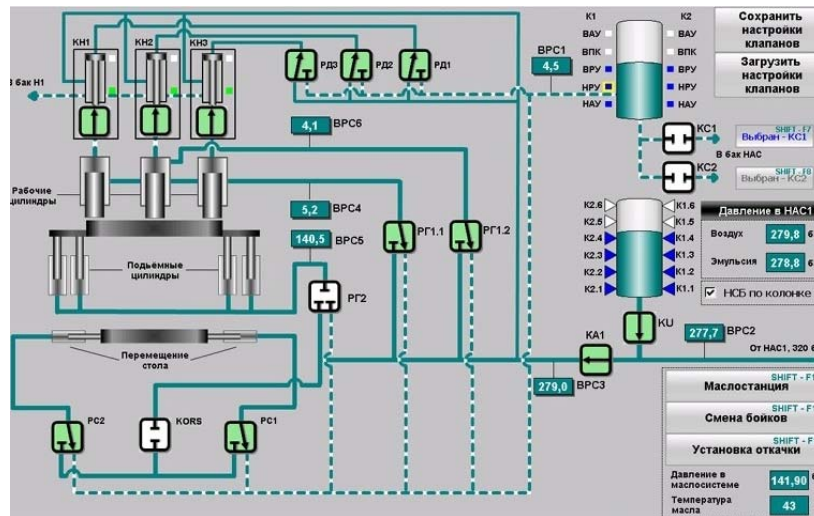 КН1
КН2
КН3
РД3
РД2
РД1
ВРС1
4,5
К1
К2
ВАУ
ВАУ
ВПК
ВПК
ВРУ
ВРУ
НРУ
НРУ
НАУ
НАУ
Сохранить
настройки
клапанов
Загрузить
настройки
клапанов
З бак Н1
4,1
ВРС6
КС1
SHIFT - F7
Выбран - КС1
В бак НАС
КС2
SHIFT - F8
Выбран - КС2
Рабочие
цилиндры
5,2
ВРС4
140,5
ВРС5
РГ1.1
РГ1.2
К2.6
К1.6
К2.5
К1.5
К2.4
К1.4
К2.3
К1.3
К2.2
К1.2
К2.1
К1.1
Давление в НАС1
Воздух
279,8
Эмульсия
278,8
НСБ по колонке
Подъёмные
цилиндры
РГ2
KU
КА1
277,7
ВРС2
От НАС1, 320
279,0
ВРС3
Перемещение
стола
РС2
KORS
РС1
SHIFT - F1
Маслостанция
SHIFT - F1
Смена бойков
SHIFT - F
Установка откачки
Давление в
маслосистеме
141,90
Температура
масла
43